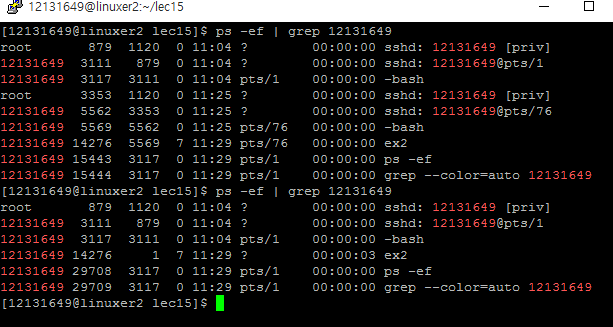 12131649@linuxer2:~/lec15
[12131649@linuxer2 lec15]$ ps -ef | grep 12131649
root 879 1120 0 11:04 ? 00:00:00 sshd: 12131649 [priv]
12131649 3111 879 0 11:04 ? 00:00:00 sshd: 12131649@pts/1
12131649 3117 3111 0 11:04 pts/1 00:00:00 -bash
root 3353 1120 0 11:25 ? 00:00:00 sshd: 12131649 [priv]
12131649 5562 3353 0 11:25 ? 00:00:00 sshd: 12131649@pts/76
12131649 5569 5562 0 11:25 pts/76 00:00:00 -bash
12131649 14276 5569 7 11:29 pts/76 00:00:00 ex2
12131649 15443 3117 0 11:29 pts/1 00:00:00 ps -ef
12131649 15444 3117 0 11:29 pts/1 00:00:00 grep --color=auto 12131649
[12131649@linuxer2 lec15]$ ps -ef | grep 12131649
root 879 1120 0 11:04 ? 00:00:00 sshd: 12131649 [priv]
12131649 3111 879 0 11:04 ? 00:00:00 sshd: 12131649@pts/1
12131649 3117 3111 0 11:04 pts/1 00:00:00 -bash
12131649 14276 1 7 11:29 ? 00:00:03 ex2
12131649 29708 3117 0 11:29 pts/1 00:00:00 ps -ef
12131649 29709 3117 0 11:29 pts/1 00:00:00 grep --color=auto 12131649
[12131649@linuxer2 lec15]$